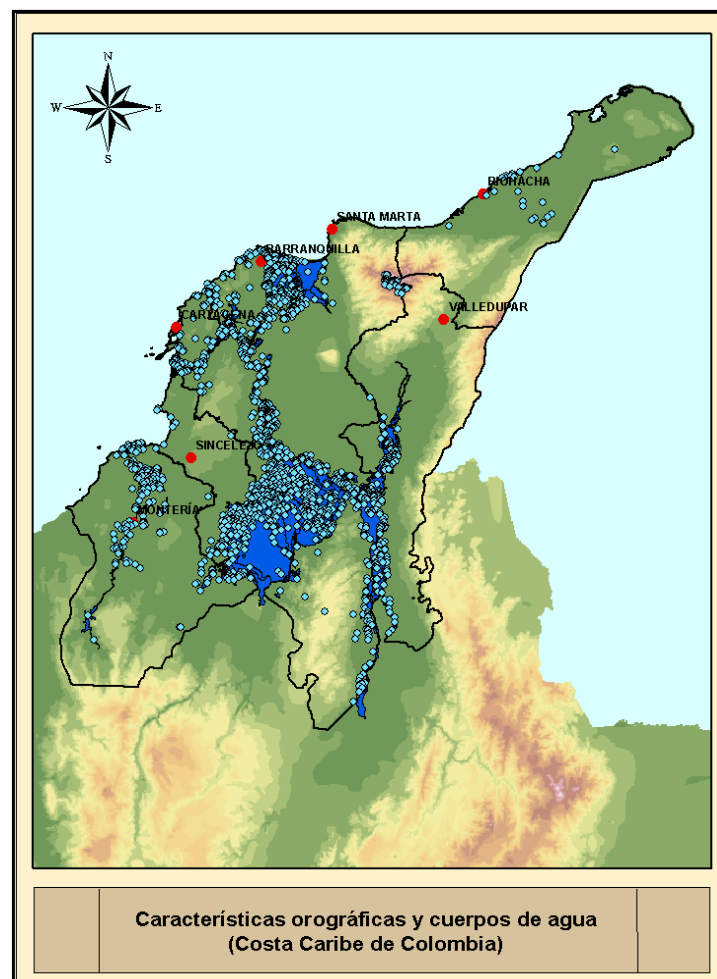 N
W E
S
RIOHACHA
SANTA MARTA
BARRANQUILLA
VALLEDUPAR
CARTAGENA
SINCELEJO
MONTERÍA
Características orográficas y cuerpos de agua
(Costa Caribe de Colombia)